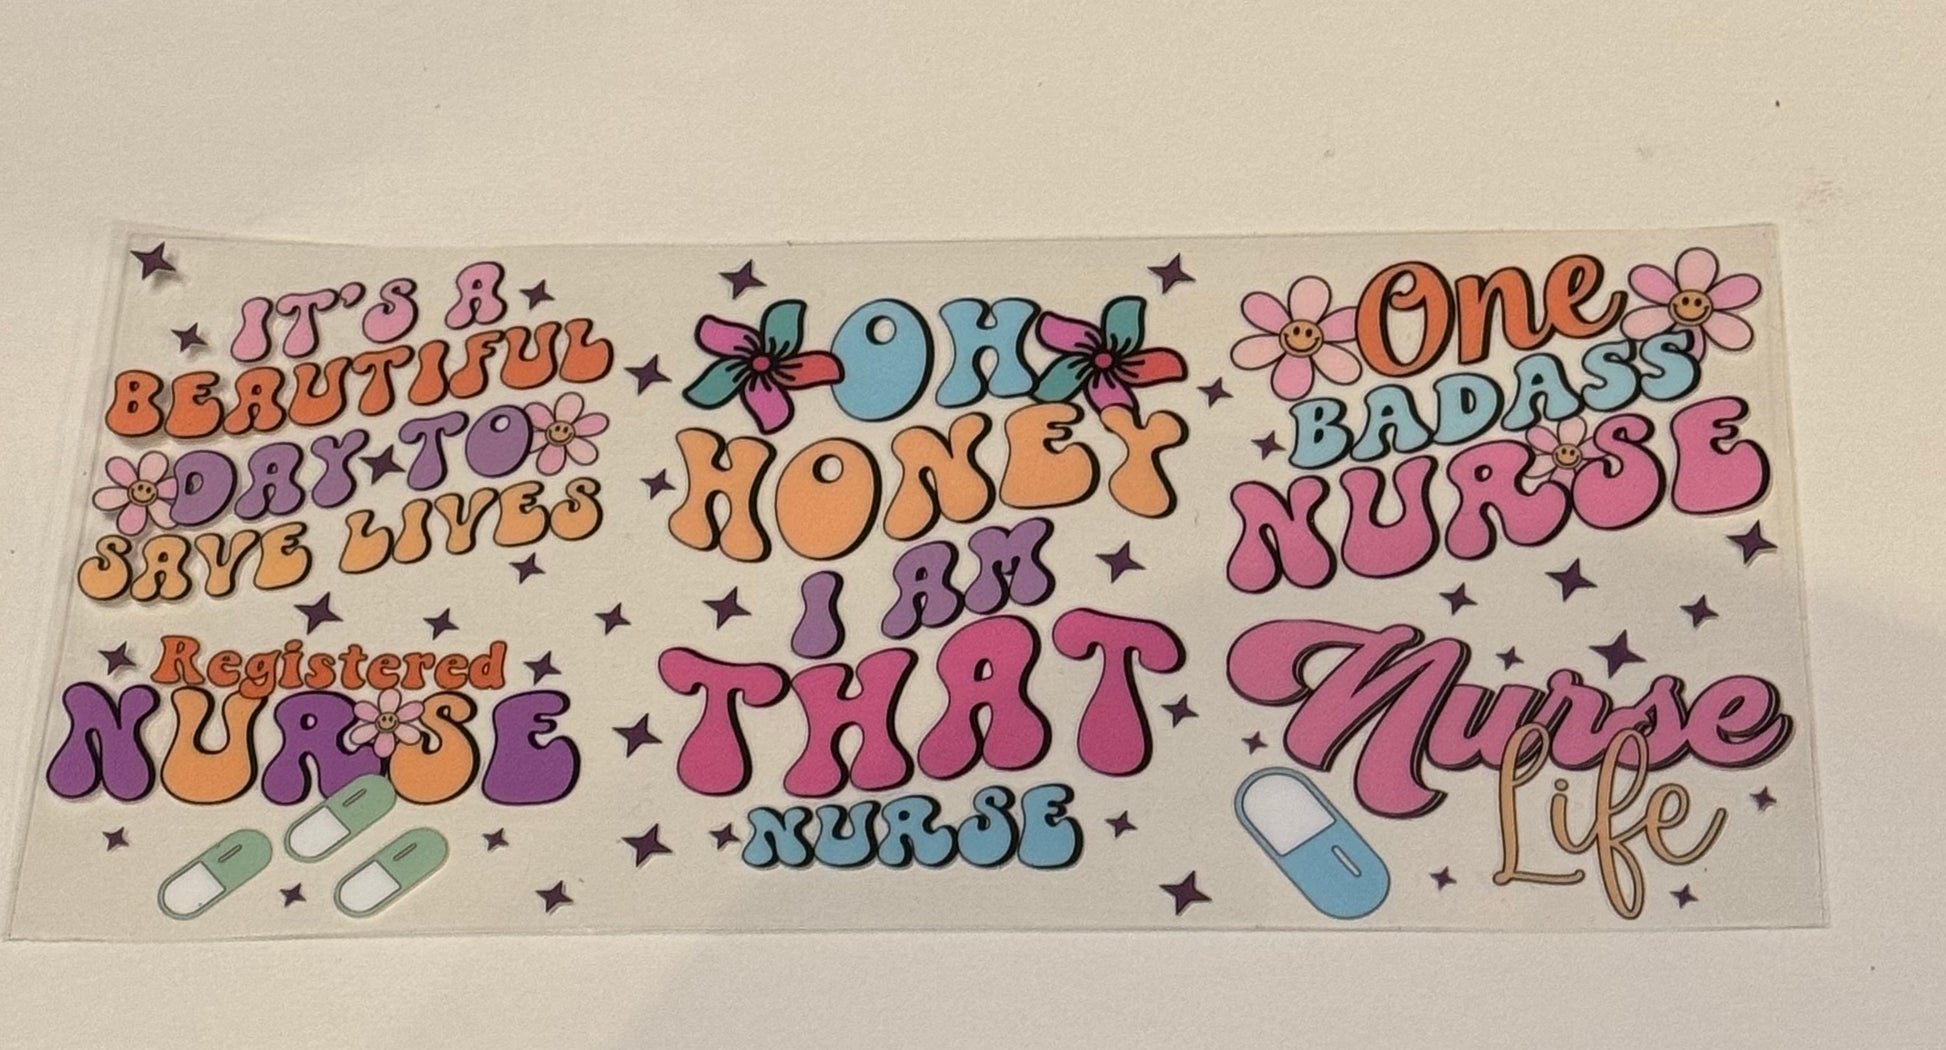 IT'S A
BEAUTIFUL
DAY TO
SAVE LIVES
Registered
NURSE
OH
HONEY
I AM
THAT
NURSE
One
BADASS
NURSE
Nurse
Life